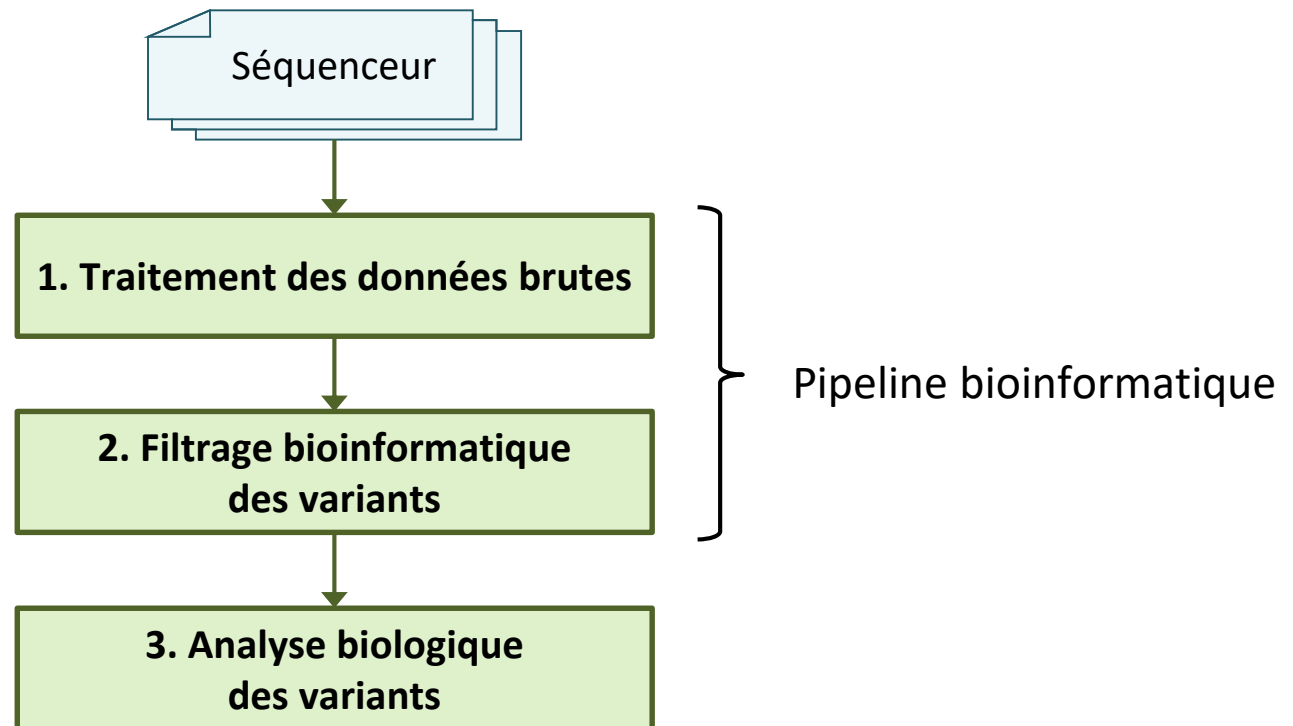 Séquenceur
1. Traitement des données brutes
Pipeline bioinformatique
2. Filtrage bioinformatique
des variants
3. Analyse biologique
des variants